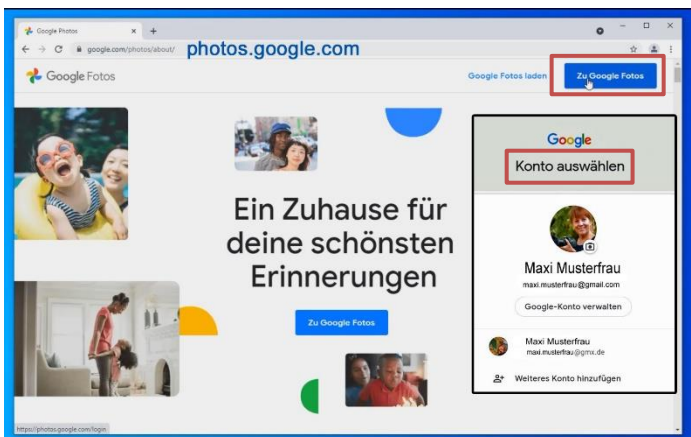 Google Photos
google.com/photos/about/
photos.google.com
Google Fotos
Google Fotos laden
Zu Google Fotos
Ein Zuhause für
deine schönsten
Erinnerungen
Zu Google Fotos
Google
Konto auswählen
Maxi Musterfrau
maxi.musterfrau@gmail.com
Google-Konto verwalten
Maxi Musterfrau
maxi.musterfrau@gmx.de
Weiteres Konto hinzufügen
https://photos.google.com/login